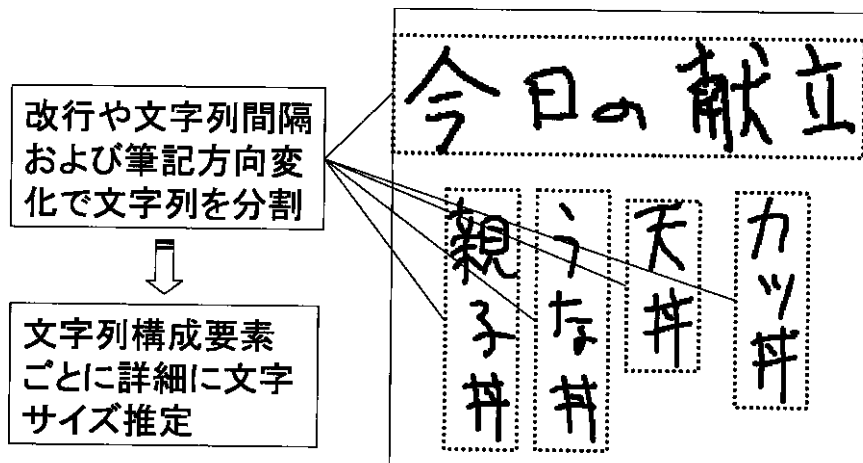 改行や文字列間隔
および筆記方向変
化で文字列を分割
文字列構成要素
ごとに詳細に文字
サイズ推定
今日の献立
カツ丼
天丼
うな丼
親子丼